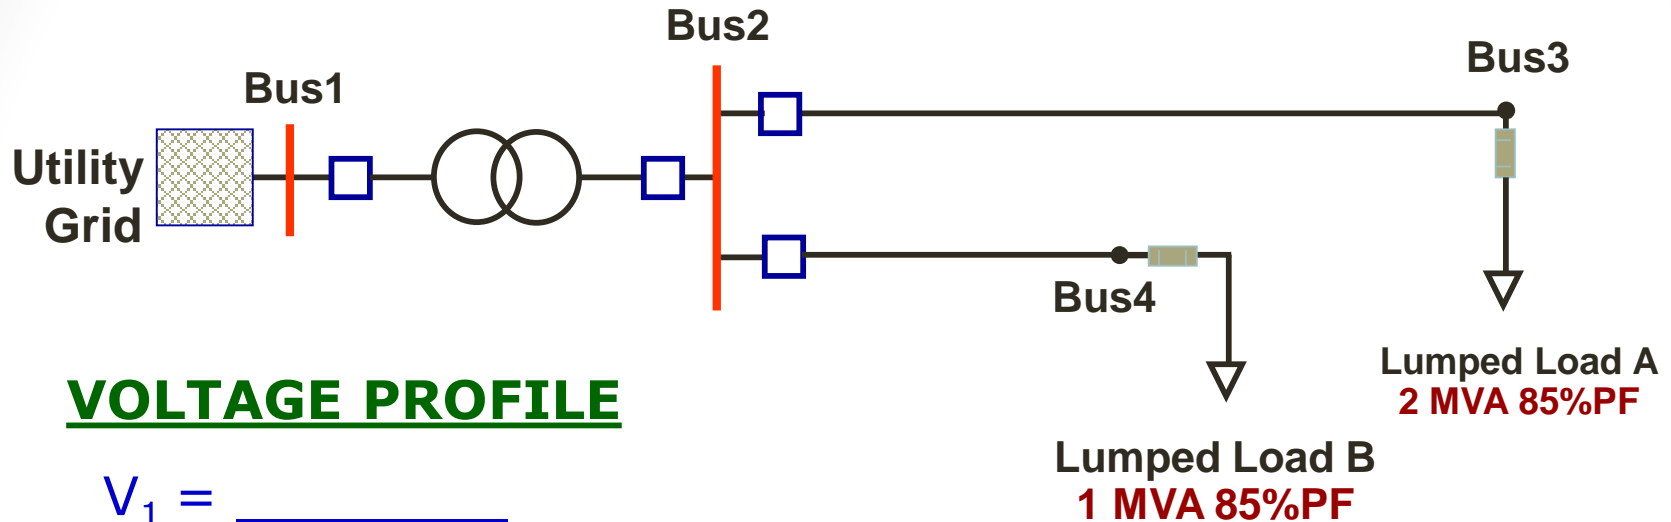 Bus2
Bus3
Bus1
Utility
Grid
Bus4
Lumped Load A
2 MVA 85%PF
VOLTAGE PROFILE
Lumped Load B
1 MVA 85%PF
V₁ = ________